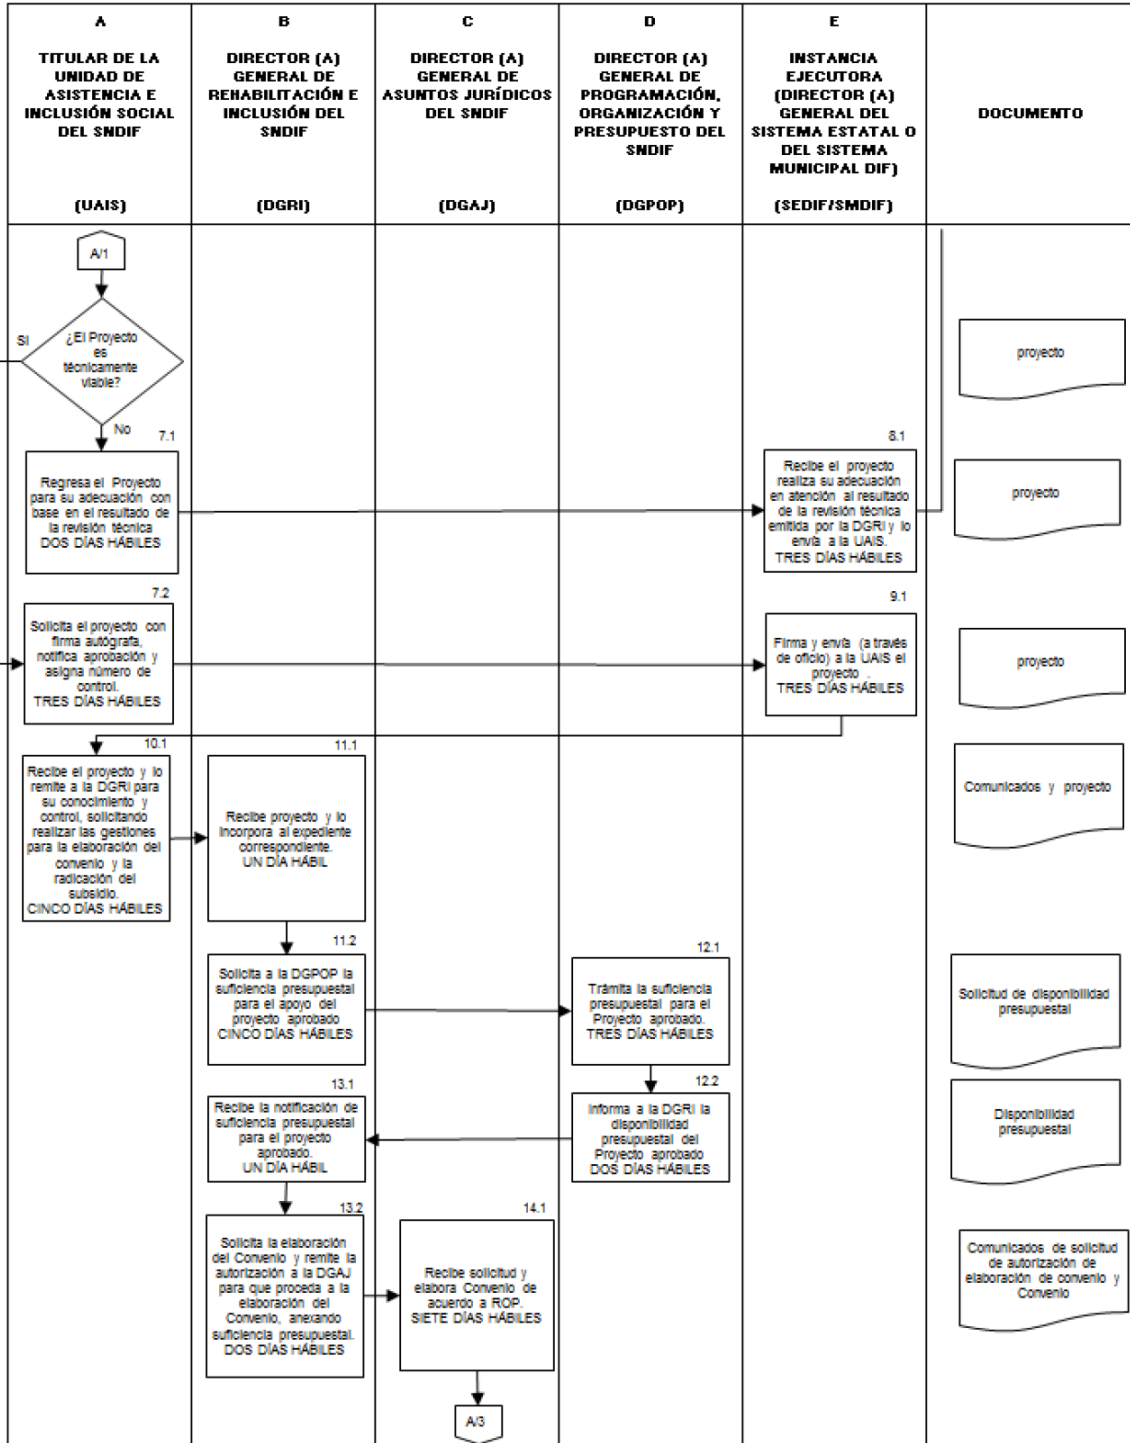 A
TITULAR DE LA
UNIDAD DE
ASISTENCIA E
INCLUSIÓN SOCIAL
DEL SNDIF
(UAIS)
B
DIRECTOR (A)
GENERAL DE
REHABILITACIÓN E
INCLUSIÓN DEL
SNDIF
(DGRI)
C
DIRECTOR (A)
GENERAL DE
ASUNTOS JURÍDICOS
DEL SNDIF
(DGAJ)
D
DIRECTOR (A)
GENERAL DE
PROGRAMACIÓN,
ORGANIZACIÓN Y
PRESUPUESTO DEL
SNDIF
(DGPOP)
E
INSTANCIA
EJECUTORA
(DIRECTOR (A)
GENERAL DEL
SISTEMA ESTATAL O
DEL SISTEMA
MUNICIPAL DIF)
(SEDIF/SMDIF)
DOCUMENTO
A/1
SI
¿El Proyecto
es
técnicamente
viable?
No
proyecto
7.1
Regresa el Proyecto
para su adecuación con
base en el resultado de
la revisión técnica
DOS DÍAS HÁBILES
8.1
Recibe el proyecto
realiza su adecuación
en atención al resultado
de la revisión técnica
emitida por la DGRI y lo
envía a la UAIS.
TRES DÍAS HÁBILES
proyecto
7.2
Solicita el proyecto con
firma autógrafa,
notifica aprobación y
asigna número de
control.
TRES DÍAS HÁBILES
9.1
Firma y envía (a través
de oficio) a la UAIS el
proyecto .
TRES DÍAS HÁBILES
proyecto
10.1
Recibe el proyecto y lo
remite a la DGRI para
su conocimiento y
control, solicitando
realizar las gestiones
para la elaboración del
convenio y la
radicación del
subsidio.
CINCO DÍAS HÁBILES
11.1
Recibe proyecto y lo
incorpora al expediente
correspondiente.
UN DÍA HÁBIL
Comunicados y proyecto
11.2
Solicita a la DGPOP la
suficiencia presupuestal
para el apoyo del
proyecto aprobado
CINCO DÍAS HÁBILES
12.1
Trámita la suficiencia
presupuestal para el
Proyecto aprobado.
TRES DÍAS HÁBILES
Solicitud de disponibilidad
presupuestal
13.1
Recibe la notificación de
suficiencia presupuestal
para el proyecto
aprobado.
UN DÍA HÁBIL
12.2
Informa a la DGRI la
disponibilidad
presupuestal del
Proyecto aprobado
DOS DÍAS HÁBILES
Disponibilidad
presupuestal
13.2
Solicita la elaboración
del Convenio y remite la
autorización a la DGAJ
para que proceda a la
elaboración del
Convenio, anexando
suficiencia presupuestal.
DOS DÍAS HÁBILES
14.1
Recibe solicitud y
elabora Convenio de
acuerdo a ROP.
SIETE DÍAS HÁBILES
Comunicados de solicitud
de autorización de
elaboración de convenio y
Convenio
A/3